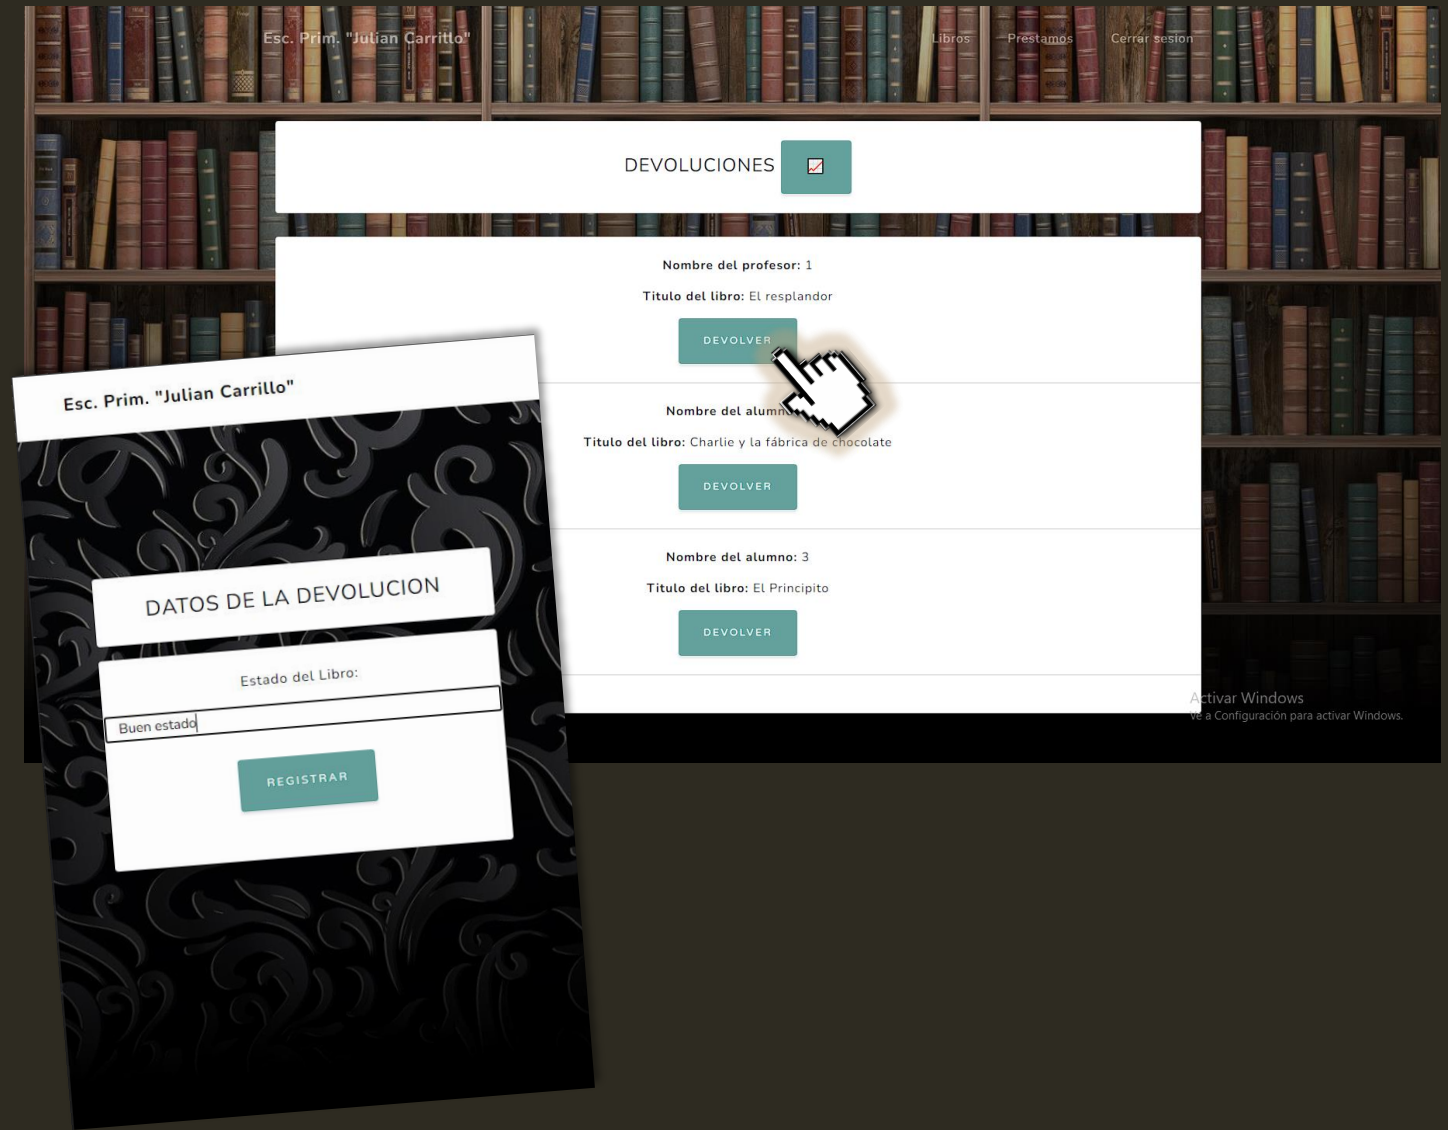 Esc. Prim. "Julian Carrillo"
Libros Prestamos Cerrar sesion
DEVOLUCIONES
Nombre del profesor: 1
Titulo del libro: El resplandor
DEVOLVER
Nombre del alumn
Titulo del libro: Charlie y la fábrica de chocolate
DEVOLVER
Nombre del alumno: 3
Titulo del libro: El Principito
DEVOLVER
Activar Windows
Ve a Configuración para activar Windows.
Esc. Prim. "Julian Carrillo"
DATOS DE LA DEVOLUCION
Estado del Libro:
Buen estado
REGISTRAR